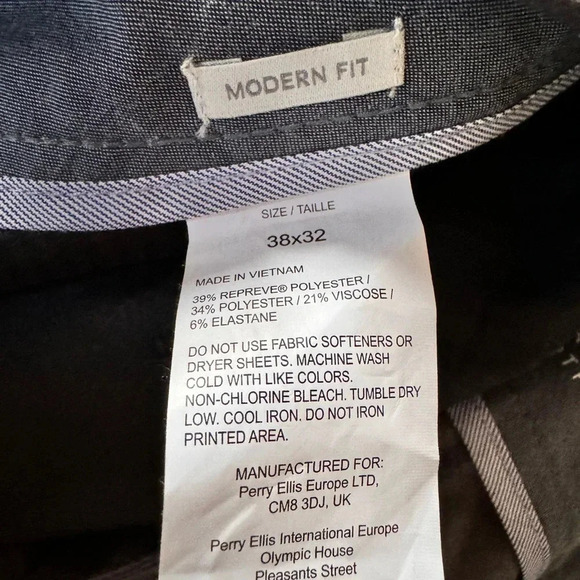 MODERN FIT
SIZE / TAILLE
38x32
MADE IN VIETNAM
39% REPREVE® POLYESTER /
34% POLYESTER / 21% VISCOSE /
6% ELASTANE
DO NOT USE FABRIC SOFTENERS OR
DRYER SHEETS. MACHINE WASH
COLD WITH LIKE COLORS.
NON-CHLORINE BLEACH. TUMBLE DRY
LOW. COOL IRON. DO NOT IRON
PRINTED AREA.
MANUFACTURED FOR:
Perry Ellis Europe LTD,
CM8 3DJ, UK
Perry Ellis International Europe
Olympic House
Pleasants Street